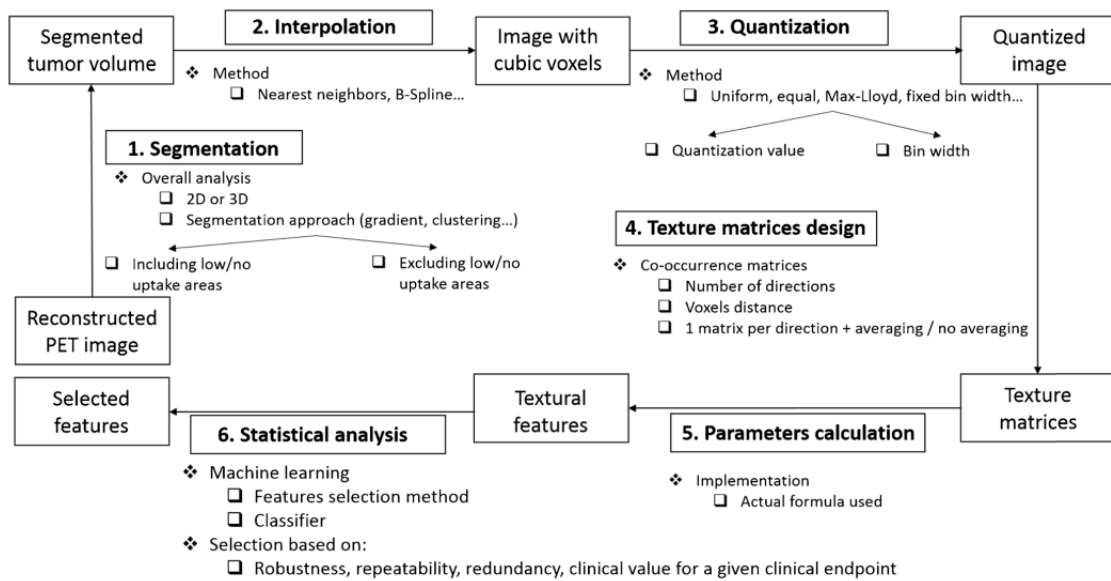 Segmented
tumor volume
2. Interpolation
❖ Method
❑ Nearest neighbors, B-Spline…
Image with
cubic voxels
3. Quantization
❖ Method
❑ Uniform, equal, Max-Lloyd, fixed bin width…
❑ Quantization value
❑ Bin width
Quantized
image
1. Segmentation
❖ Overall analysis
❑ 2D or 3D
❑ Segmentation approach (gradient, clustering…)
❑ Including low/no
uptake areas
❑ Excluding low/no
uptake areas
4. Texture matrices design
❖ Co-occurrence matrices
❑ Number of directions
❑ Voxels distance
❑ 1 matrix per direction + averaging / no averaging
Reconstructed
PET image
Selected
features
6. Statistical analysis
❖ Machine learning
❑ Features selection method
❑ Classifier
❖ Selection based on:
❑ Robustness, repeatability, redundancy, clinical value for a given clinical endpoint
Textural
features
5. Parameters calculation
❖ Implementation
❑ Actual formula used
Texture
matrices